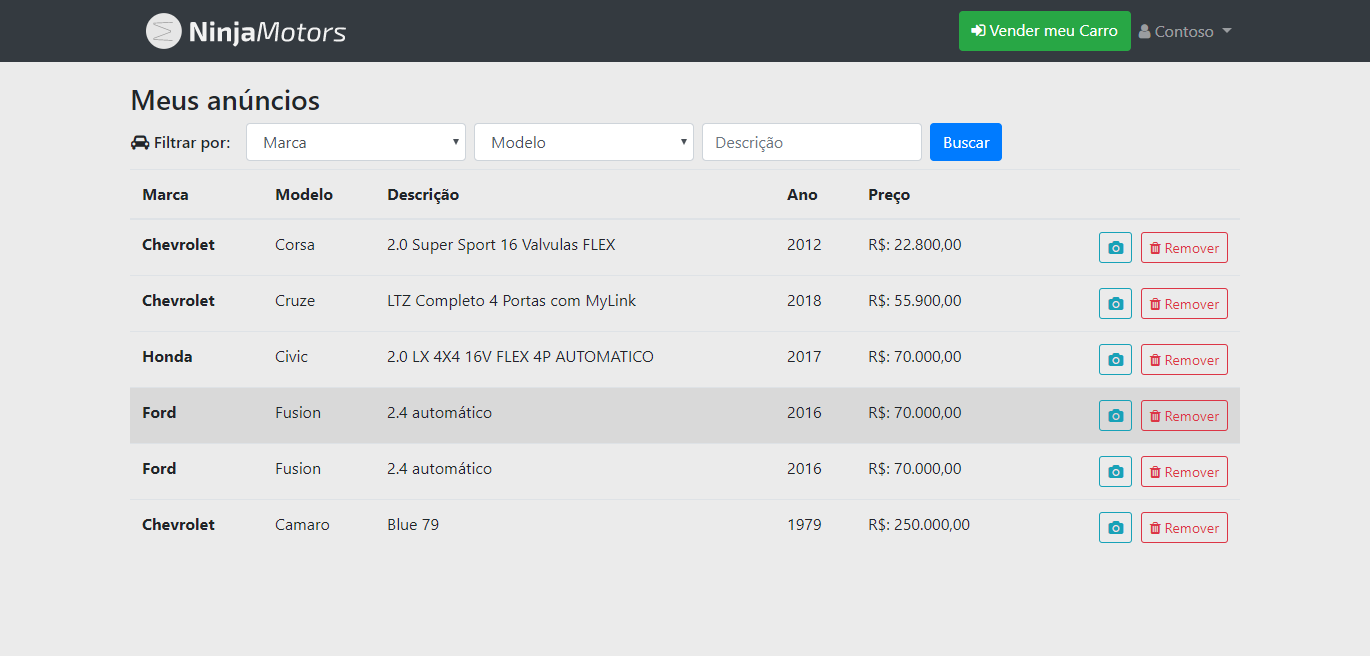 NinjaMotors Vender meu Carro Contoso
Meus anúncios
Filtrar por: Marca Modelo Descrição Buscar
Marca Modelo Descrição Ano Preço
Chevrolet Corsa 2.0 Super Sport 16 Valvulas FLEX 2012 R$: 22.800,00 Remover
Chevrolet Cruze LTZ Completo 4 Portas com MyLink 2018 R$: 55.900,00 Remover
Honda Civic 2.0 LX 4X4 16V FLEX 4P AUTOMATICO 2017 R$: 70.000,00 Remover
Ford Fusion 2.4 automático 2016 R$: 70.000,00 Remover
Ford Fusion 2.4 automático 2016 R$: 70.000,00 Remover
Chevrolet Camaro Blue 79 1979 R$: 250.000,00 Remover